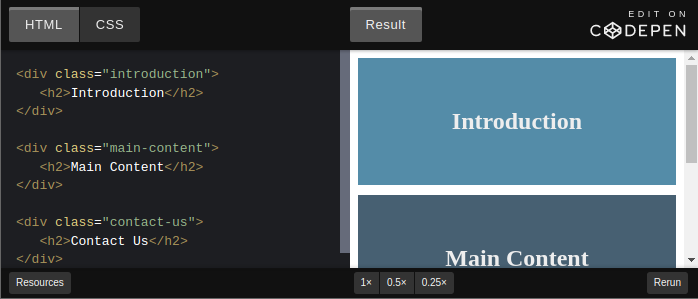 HTML
CSS
Result
EDIT ON
CODEPEN
<div class="introduction">
<h2>Introduction</h2>
</div>
<div class="main-content">
<h2>Main Content</h2>
</div>
<div class="contact-us">
<h2>Contact Us</h2>
</div>
Introduction
Main Content
Resources
1×
0.5×
0.25×
Rerun